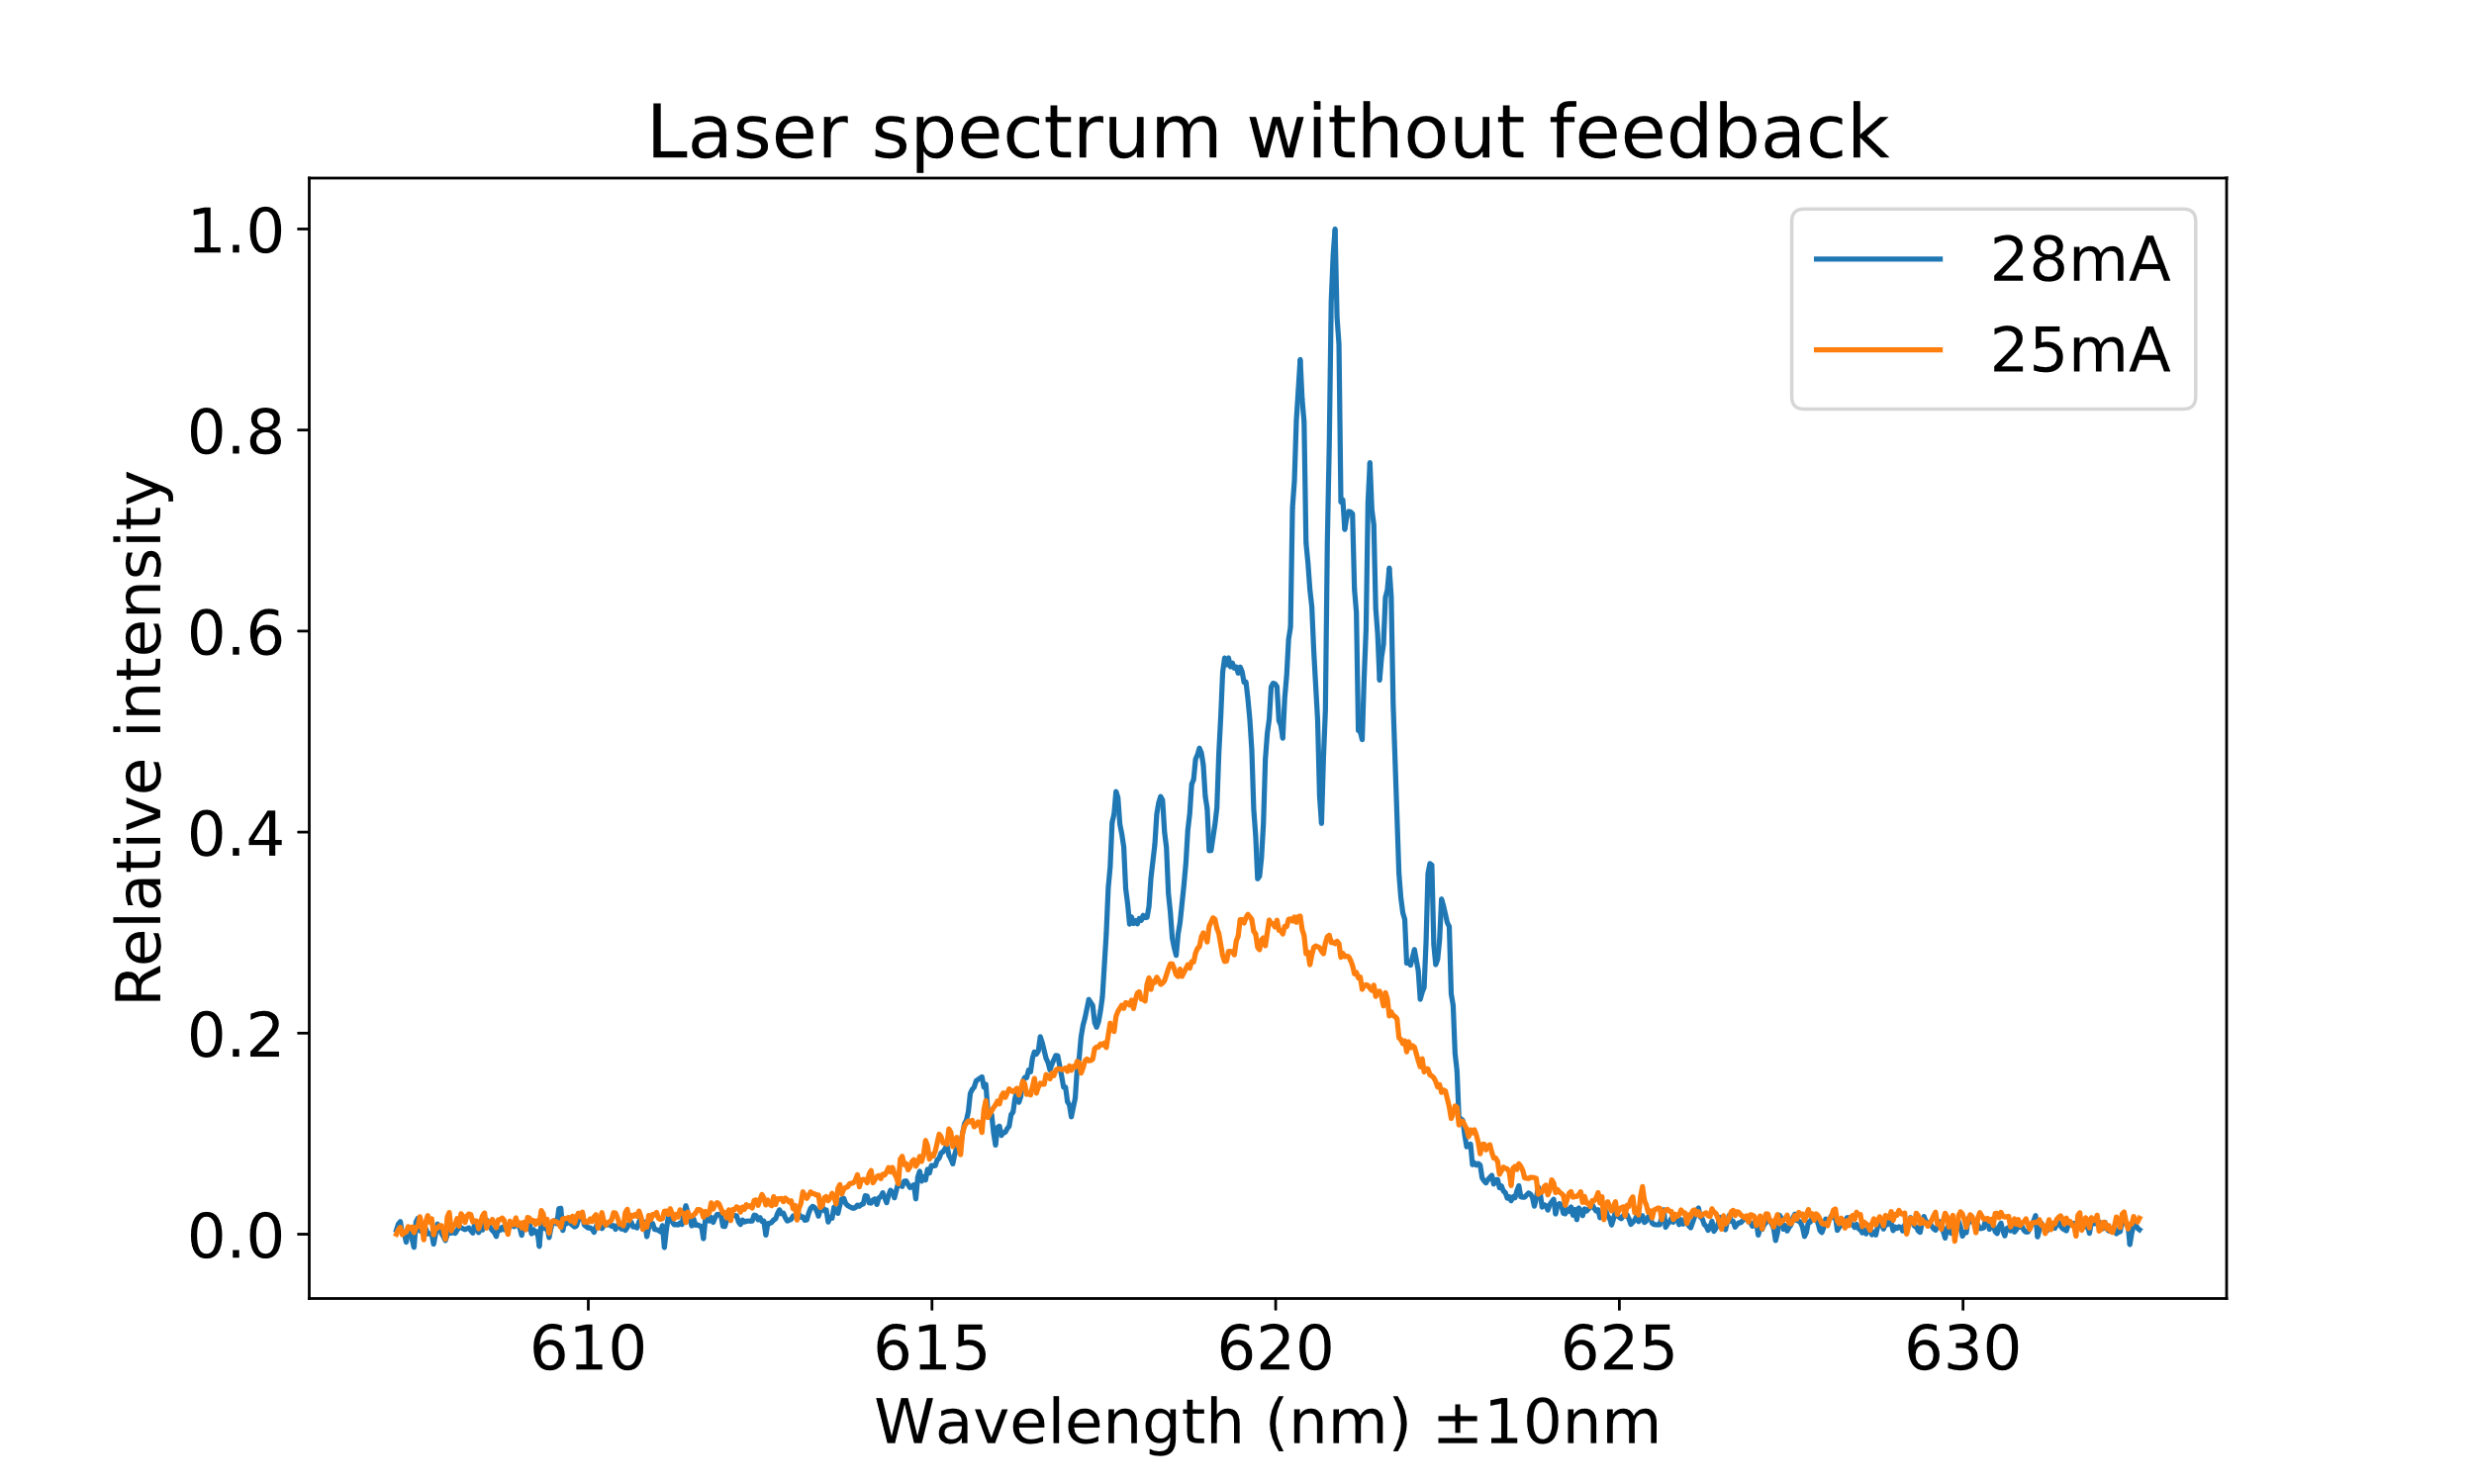 Laser spectrum without feedback
28mA
25mA
1.0
0.8
0.6
0.4
0.2
0.0
Relative intensity
610 615 620 625 630
Wavelength (nm) ±10nm